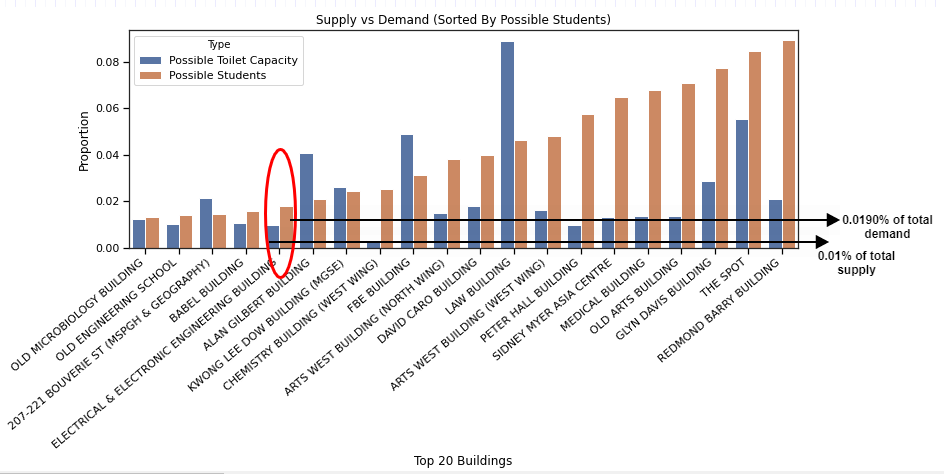 Supply vs Demand (Sorted By Possible Students)
Type
Possible Toilet Capacity
Possible Students
Proportion
0.08
0.06
0.04
0.02
0.00
0.0190% of total
demand
0.01% of total
supply
OLD MICROBIOLOGY BUILDING
OLD ENGINEERING SCHOOL
207-221 BOUVERIE ST (MSPGH & GEOGRAPHY)
BABEL BUILDING
ELECTRICAL & ELECTRONIC ENGINEERING BUILDING
ALAN GILBERT BUILDING
KWONG LEE DOW BUILDING (MGSE)
CHEMISTRY BUILDING (WEST WING)
FBE BUILDING
ARTS WEST BUILDING (NORTH WING)
DAVID CARO BUILDING
LAW BUILDING
ARTS WEST BUILDING (WEST WING)
PETER HALL BUILDING
SIDNEY MYER ASIA CENTRE
MEDICAL BUILDING
OLD ARTS BUILDING
GLYN DAVIS BUILDING
THE SPOT
REDMOND BARRY BUILDING
Top 20 Buildings